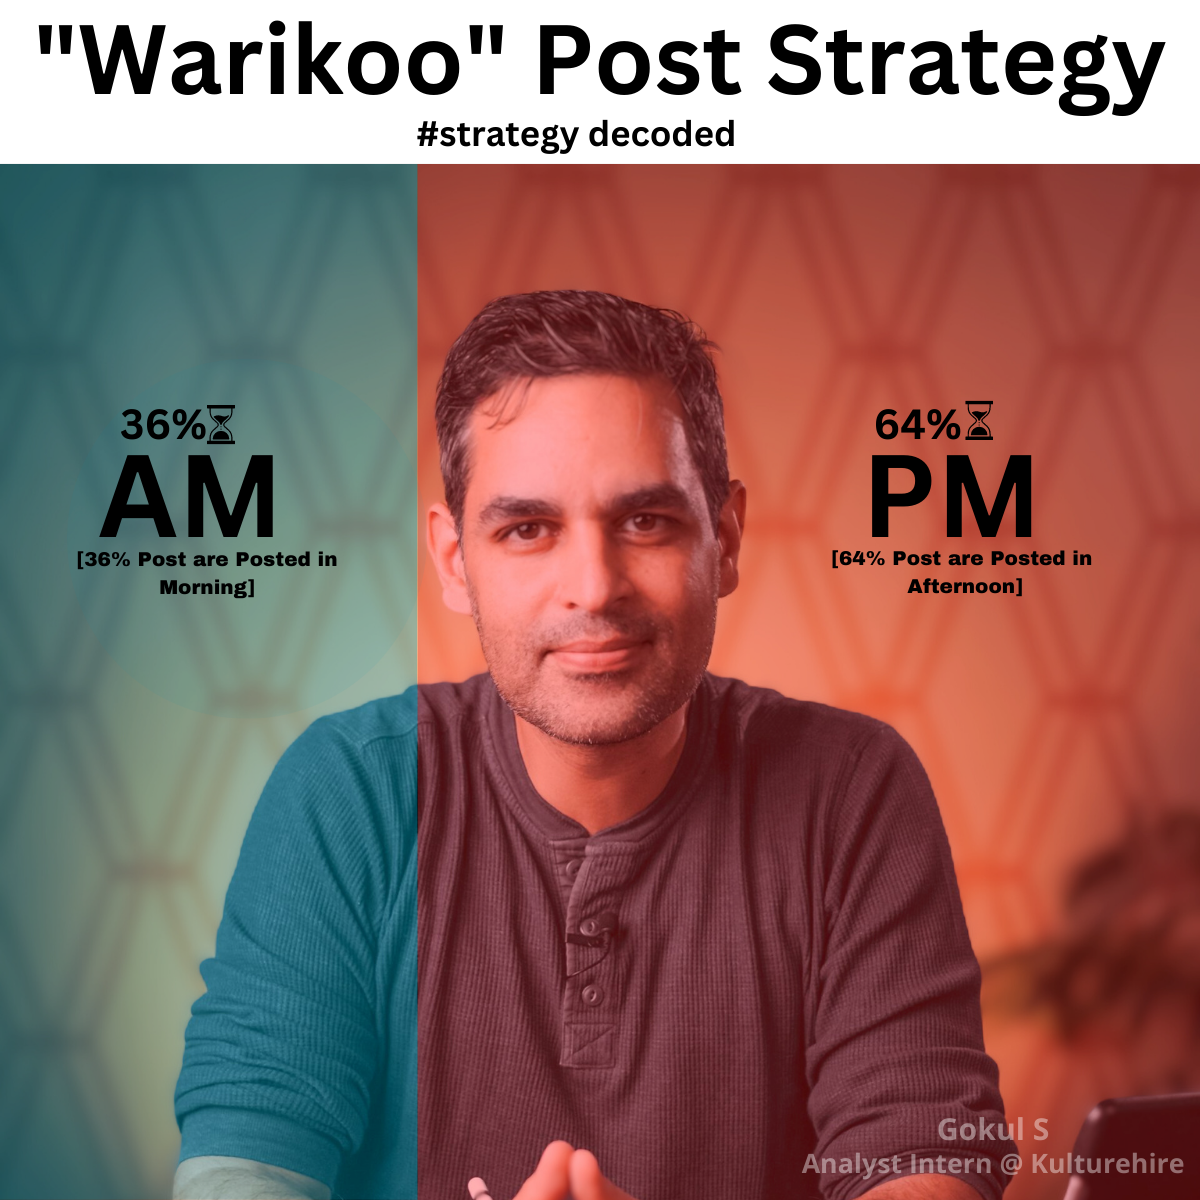 "Warikoo" Post Strategy
#strategy decoded
36%
AM
[36% Post are Posted in
Morning]
64%
PM
[64% Post are Posted in
Afternoon]
Gokul S
Analyst Intern @ Kulturehire